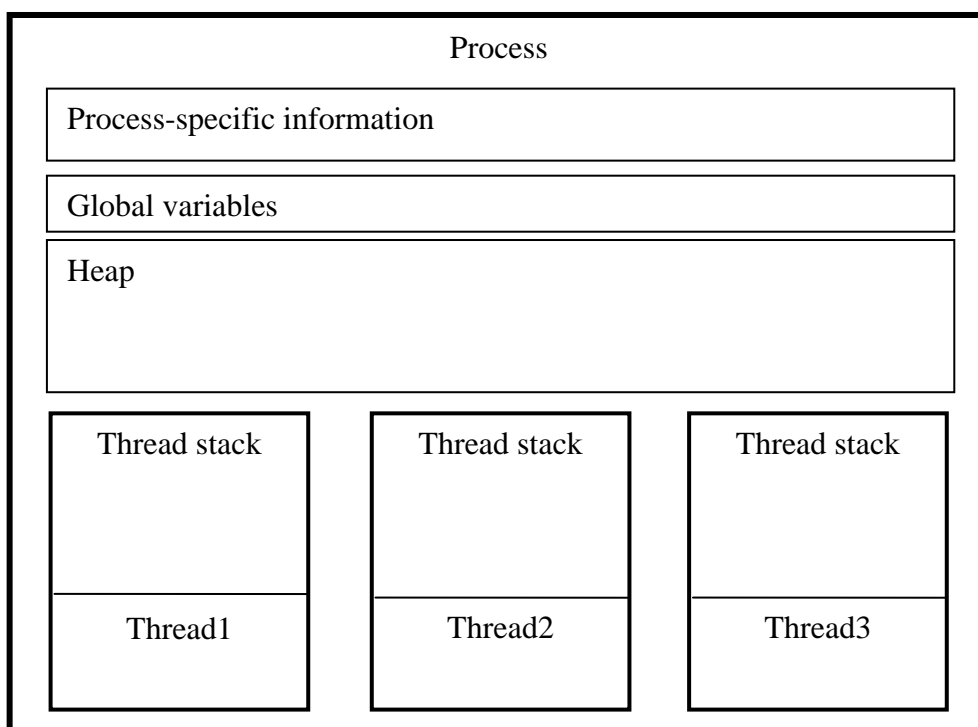 Process
Process-specific information
Global variables
Heap
Thread stack
Thread stack
Thread stack
Thread1
Thread2
Thread3